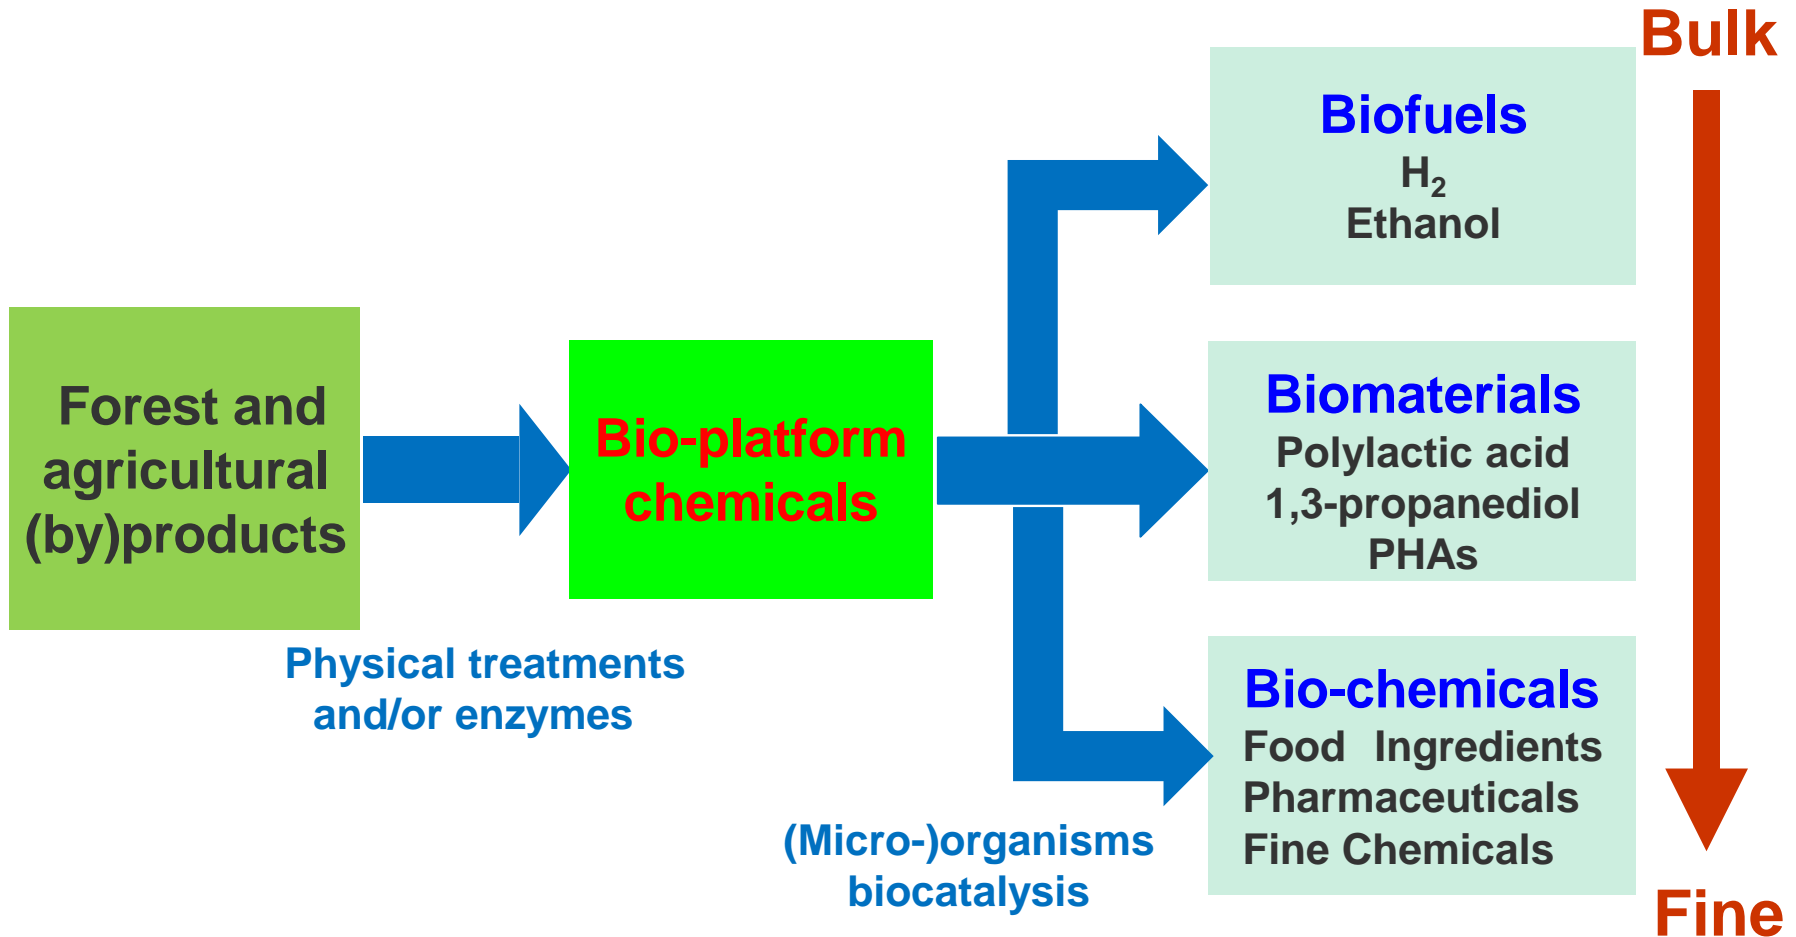 Forest and
agricultural
(by)products
Physical treatments
and/or enzymes
Bio-platform
chemicals
(Micro-)organisms
biocatalysis
Biofuels
H₂
Ethanol
Biomaterials
Polylactic acid
1,3-propanediol
PHAs
Bio-chemicals
Food Ingredients
Pharmaceuticals
Fine Chemicals
Bulk
Fine